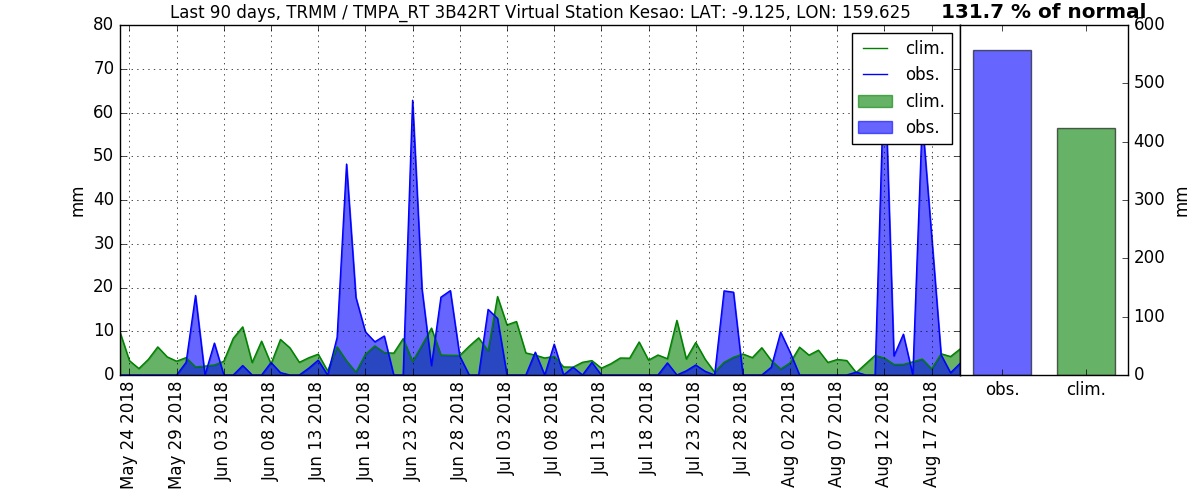 Last 90 days, TRMM / TMPA_RT 3B42RT Virtual Station Kesao: LAT: -9.125, LON: 159.625
131.7 % of normal
80
70
60
50
40
30
20
10
0
mm
clim.
obs.
clim.
obs.
600
500
400
300
200
100
0
mm
obs.
clim.
May 24 2018
May 29 2018
Jun 03 2018
Jun 08 2018
Jun 13 2018
Jun 18 2018
Jun 23 2018
Jun 28 2018
Jul 03 2018
Jul 08 2018
Jul 13 2018
Jul 18 2018
Jul 23 2018
Jul 28 2018
Aug 02 2018
Aug 07 2018
Aug 12 2018
Aug 17 2018